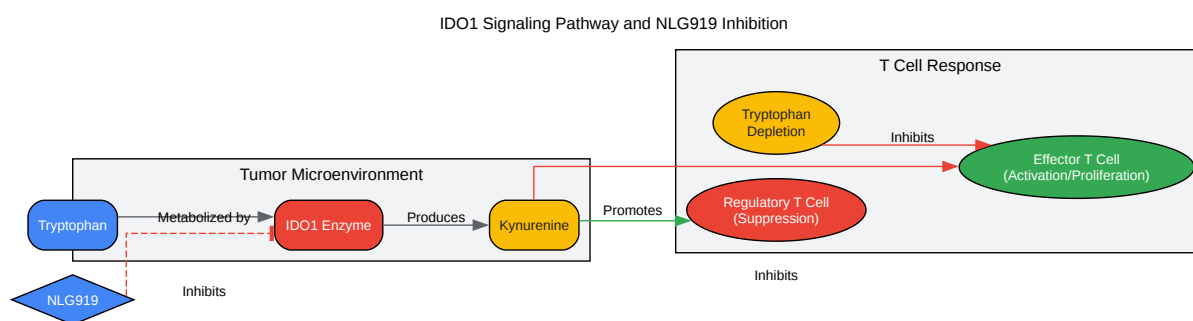 IDO1 Signaling Pathway and NLG919 Inhibition
T Cell Response
Tryptophan
Depletion
Inhibits
Effector T Cell
(Activation/Proliferation)
Tumor Microenvironment
Tryptophan
Metabolized by
IDO1 Enzyme
Produces
Kynurenine
Promotes
Regulatory T Cell
(Suppression)
Inhibits
NLG919
Inhibits